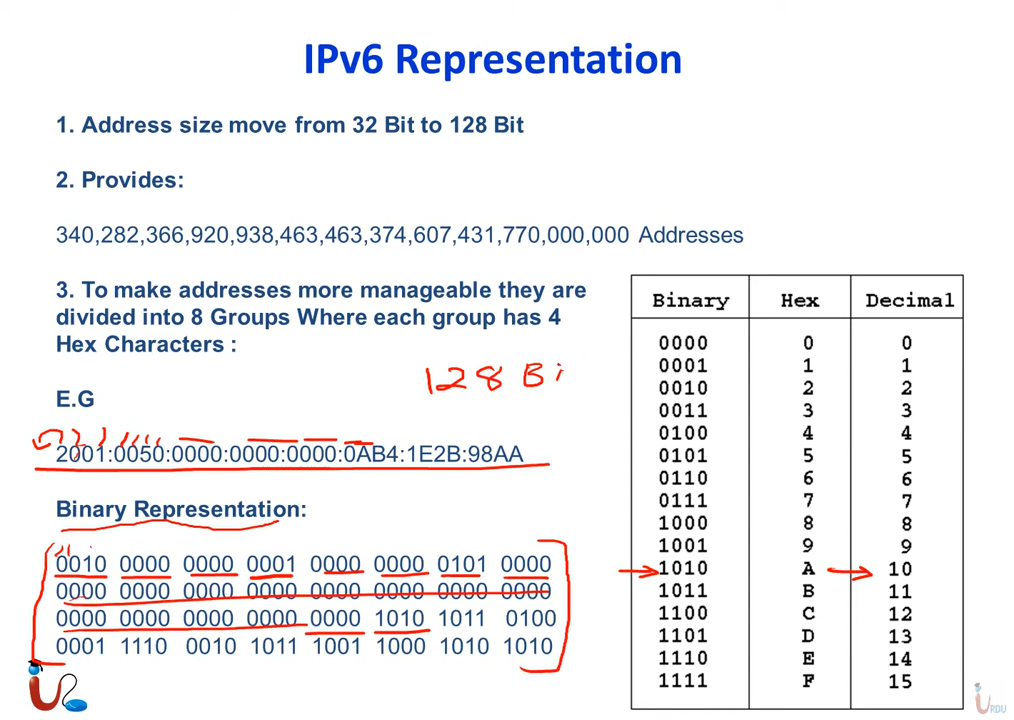 IPv6 Representation
1. Address size move from 32 Bit to 128 Bit
2. Provides:
340,282,366,920,938,463,463,374,607,431,770,000,000 Addresses
3. To make addresses more manageable they are
divided into 8 Groups Where each group has 4
Hex Characters :
128 Bi
E.G
2001:0050:0000:0000:0000:0AB4:1E2B:98AA
Binary Representation:
0010 0000 0000 0001 0000 0000 0101 0000
0000 0000 0000 0000 0000 0000 0000 0000
0000 0000 0000 0000 0000 1010 1011 0100
0001 1110 0010 1011 1001 1000 1010 1010
Binary Hex Decimal
0000 0 0
0001 1 1
0010 2 2
0011 3 3
0100 4 4
0101 5 5
0110 6 6
0111 7 7
1000 8 8
1001 9 9
1010 A 10
1011 B 11
1100 C 12
1101 D 13
1110 E 14
1111 F 15
URDU